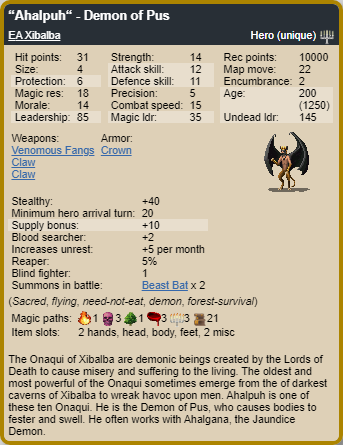 “Ahalpuh“ - Demon of Pus
EA Xibalba Hero (unique)
Hit points: 31 Strength: 14 Rec points: 10000
Size: 4 Attack skill: 12 Map move: 22
Protection: 6 Defence skill: 11 Encumbrance: 2
Magic res: 18 Precision: 5 Age: 200
Morale: 14 Combat speed: 15 (1250)
Leadership: 85 Magic ldr: 35 Undead ldr: 145
Weapons: Armor:
Venomous Fangs Crown
Claw
Claw
Stealthy: +40
Minimum hero arrival turn: 20
Supply bonus: +10
Blood searcher: +2
Increases unrest: +5 per month
Reaper: 5%
Blind fighter: 1
Summons in battle: Beast Bat x 2
(Sacred, flying, need-not-eat, demon, forest-survival)
Magic paths: 1 3 1 3 3 21
Item slots: 2 hands, head, body, feet, 2 misc
The Onaqui of Xibalba are demonic beings created by the Lords of
Death to cause misery and suffering to the living. The oldest and
most powerful of the Onaqui sometimes emerge from the of darkest
caverns of Xibalba to wreak havoc upon men. Ahalpuh is one of
these ten Onaqui. He is the Demon of Pus, who causes bodies to
fester and swell. He often works with Ahalgana, the Jaundice
Demon.